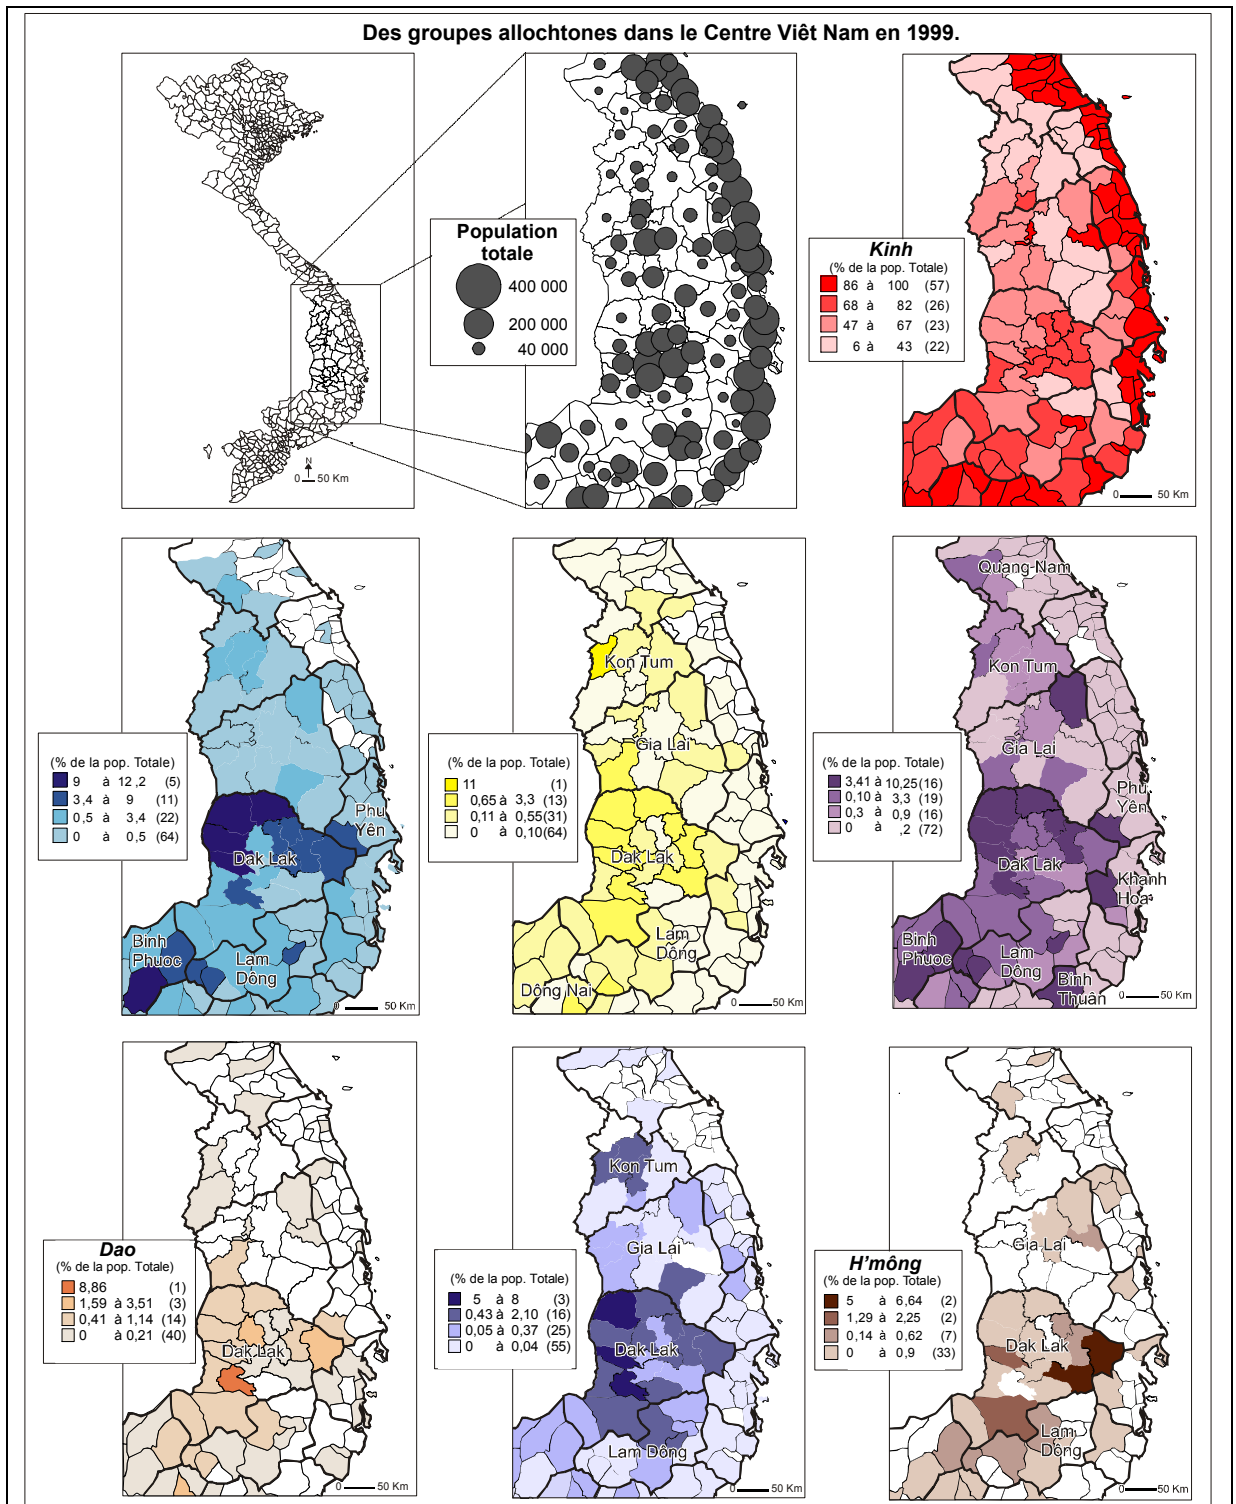 Des groupes allochtones dans le Centre Viêt Nam en 1999.
N
0 50 Km
Population
totale
400 000
200 000
40 000
Kinh
(% de la pop. Totale)
86 à 100 (57)
68 à 82 (26)
47 à 67 (23)
6 à 43 (22)
0 50 Km
(% de la pop. Totale)
9 à 12 ,2 (5)
3,4 à 9 (11)
0,5 à 3,4 (22)
0 à 0,5 (64)
Phu
Yên
Dak Lak
Binh
Phuoc
Lam
Dông
0 50 Km
(% de la pop. Totale)
11 (1)
0,65 à 3,3 (13)
0,11 à 0,55 (31)
0 à 0,10 (64)
Kon Tum
Gia Lai
Dak Lak
Lam
Dông
Dông Nai
0 50 Km
(% de la pop. Totale)
3,41 à 10,25 (16)
0,10 à 3,3 (19)
0,3 à 0,9 (16)
0 à ,2 (72)
Quang-Nam
Kon Tum
Gia Lai
Phu
Yên
Dak Lak
Khanh
Hoa
Binh
Phuoc
Lam
Dông
Binh
Thuân
0 50 Km
Dao
(% de la pop. Totale)
8,86 (1)
1,59 à 3,51 (3)
0,41 à 1,14 (14)
0 à 0,21 (40)
Dak Lak
0 50 Km
(% de la pop. Totale)
5 à 8 (3)
0,43 à 2,10 (16)
0,05 à 0,37 (25)
0 à 0,04 (55)
Kon Tum
Gia Lai
Dak Lak
Lam Dông
0 50 Km
H'mông
(% de la pop. Totale)
5 à 6,64 (2)
1,29 à 2,25 (2)
0,14 à 0,62 (7)
0 à 0,9 (33)
Gia Lai
Dak Lak
Lam
Dông
0 50 Km